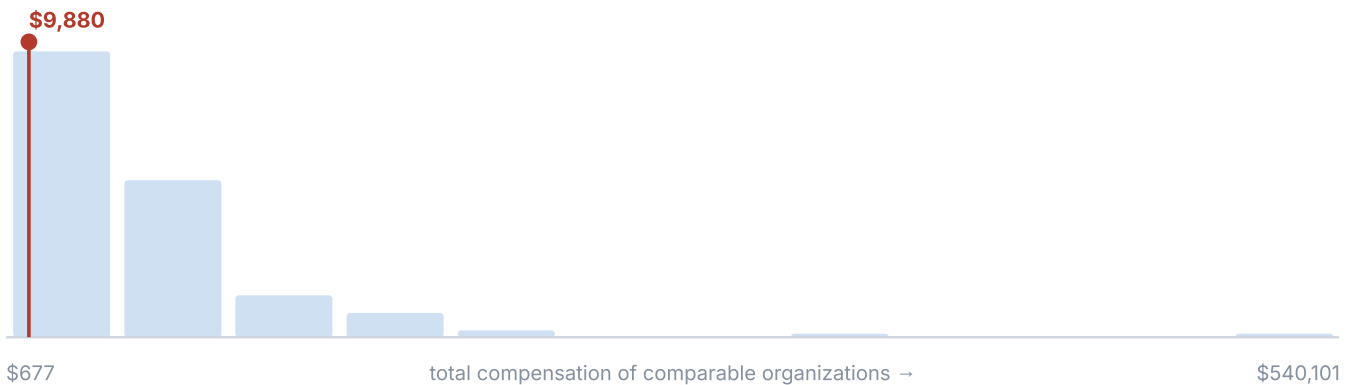 $9,880
$677
total compensation of comparable organizations →
$540,101